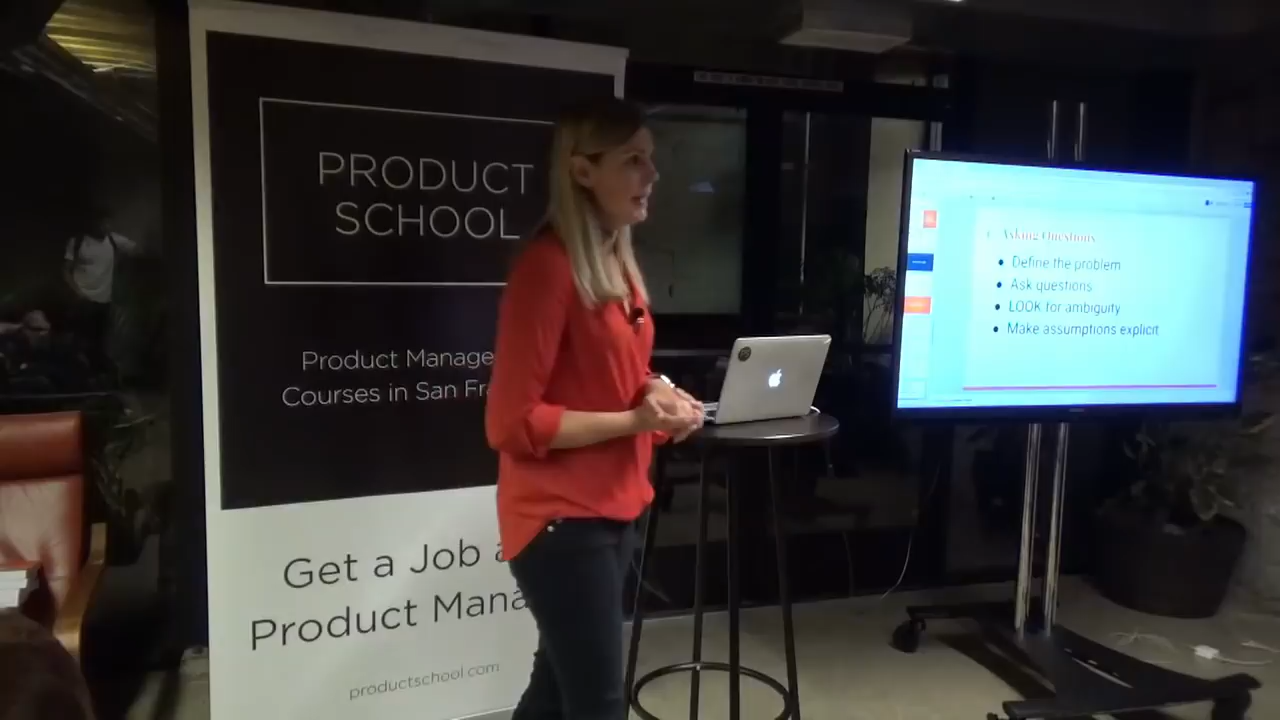 PRODUCT
SCHOOL
Product Manage
Courses in San Fra
Get a Job a
Product Mana
productschool.com
Asking Questions
● Define the problem
● Ask questions
● LOOK for ambiguity
● Make assumptions explicit